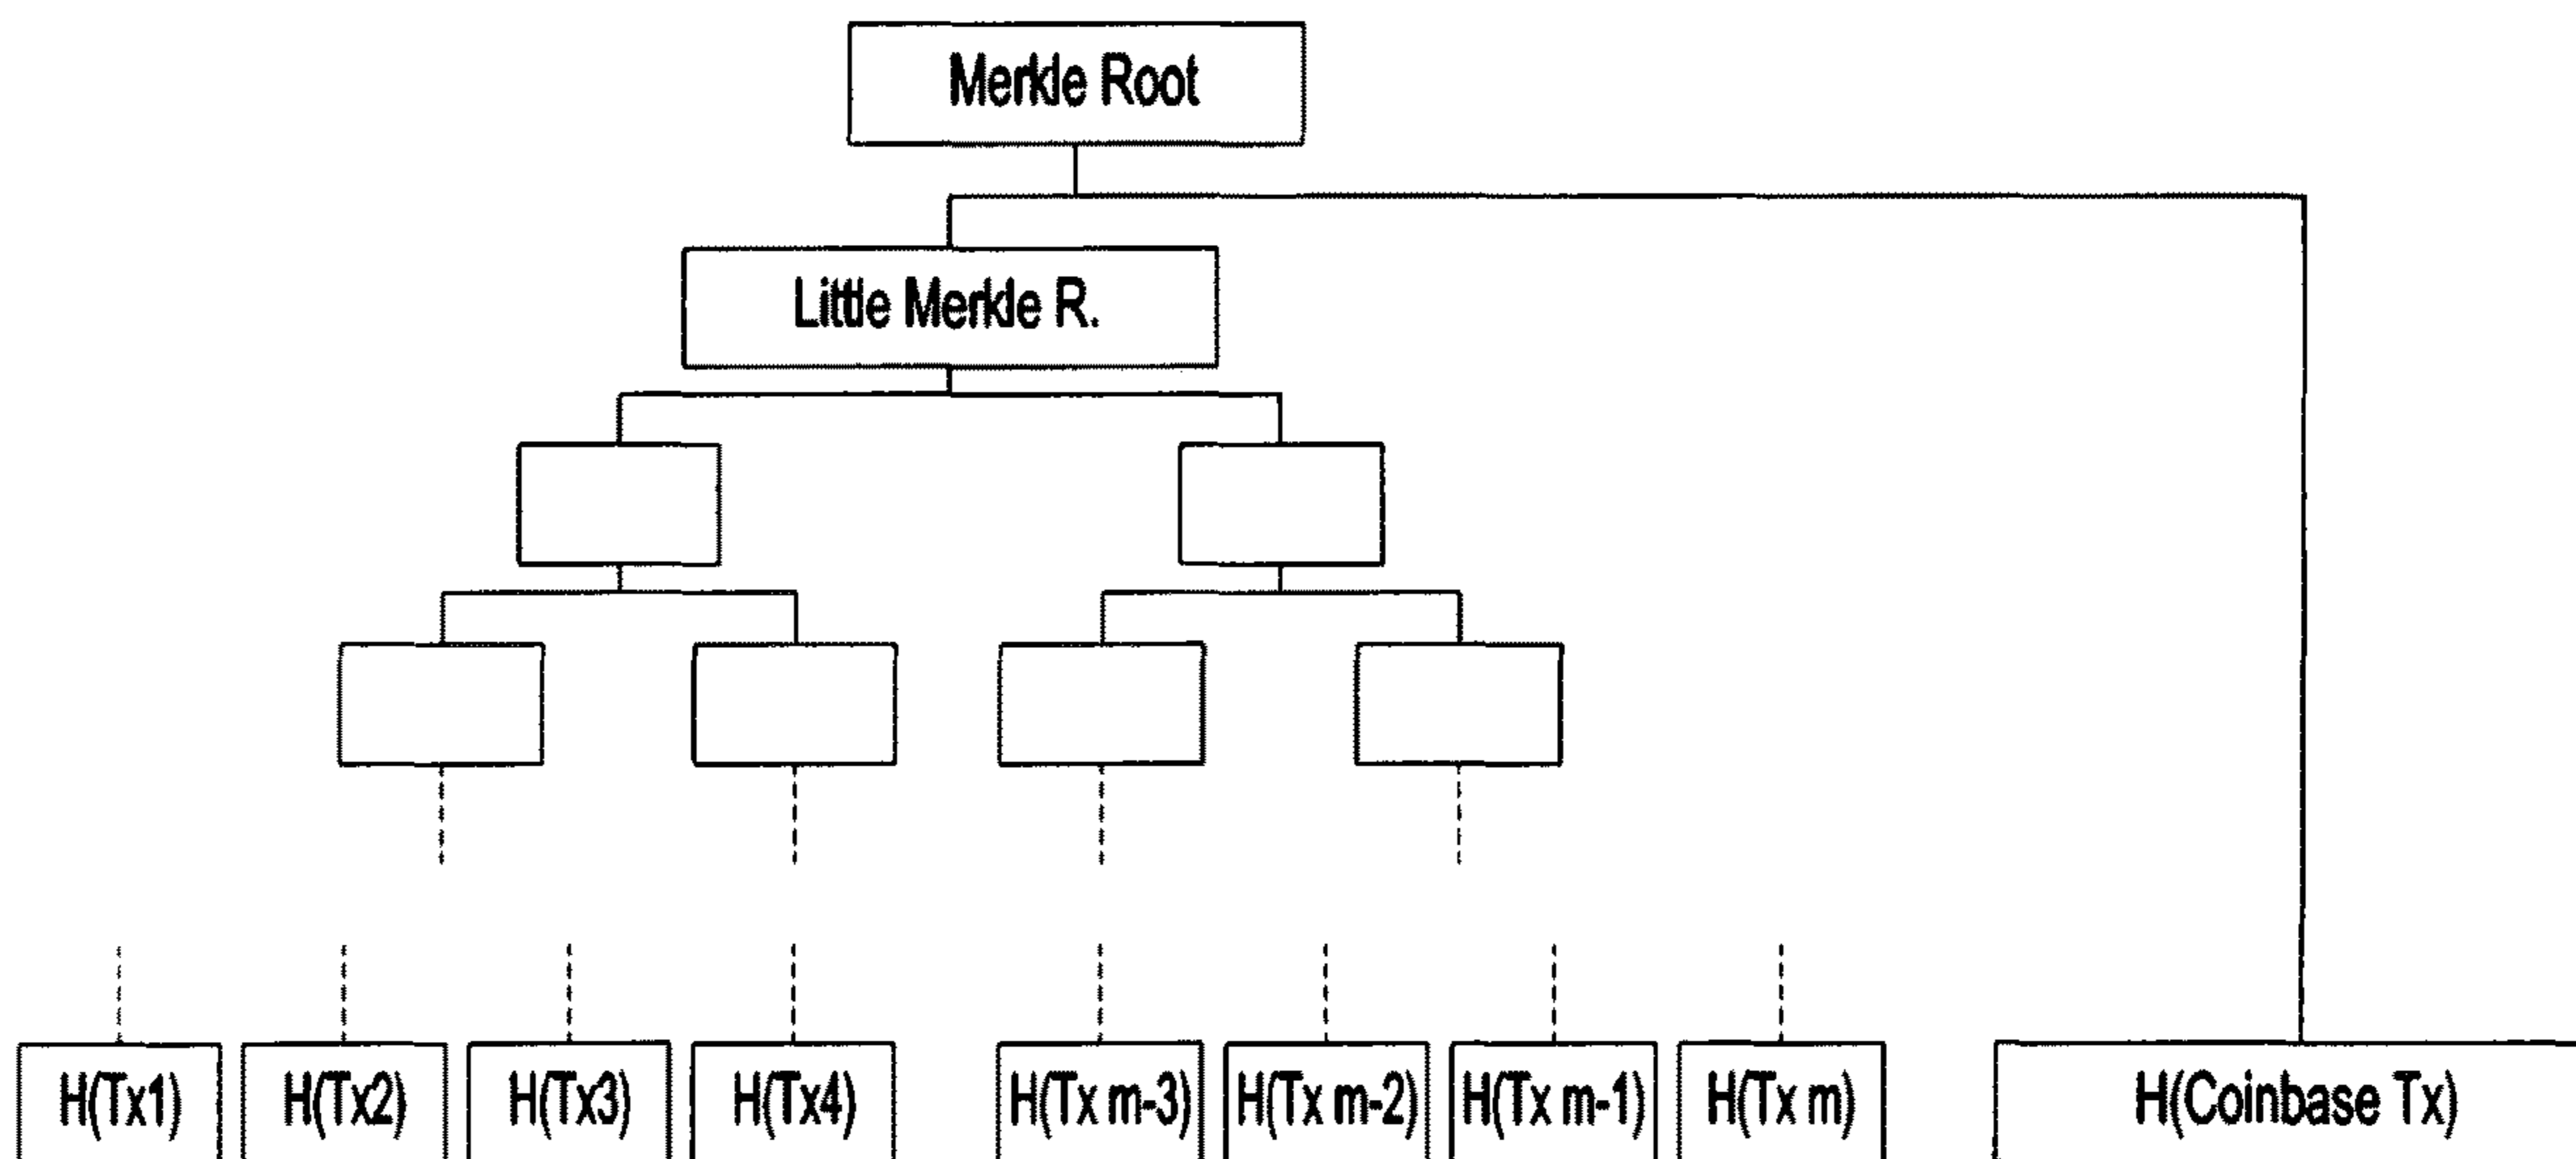 Merkle Root
Little Merkle R.
H(Tx1) H(Tx2) H(Tx3) H(Tx4) H(Tx m-3) H(Tx m-2) H(Tx m-1) H(Tx m) H(Coinbase Tx)